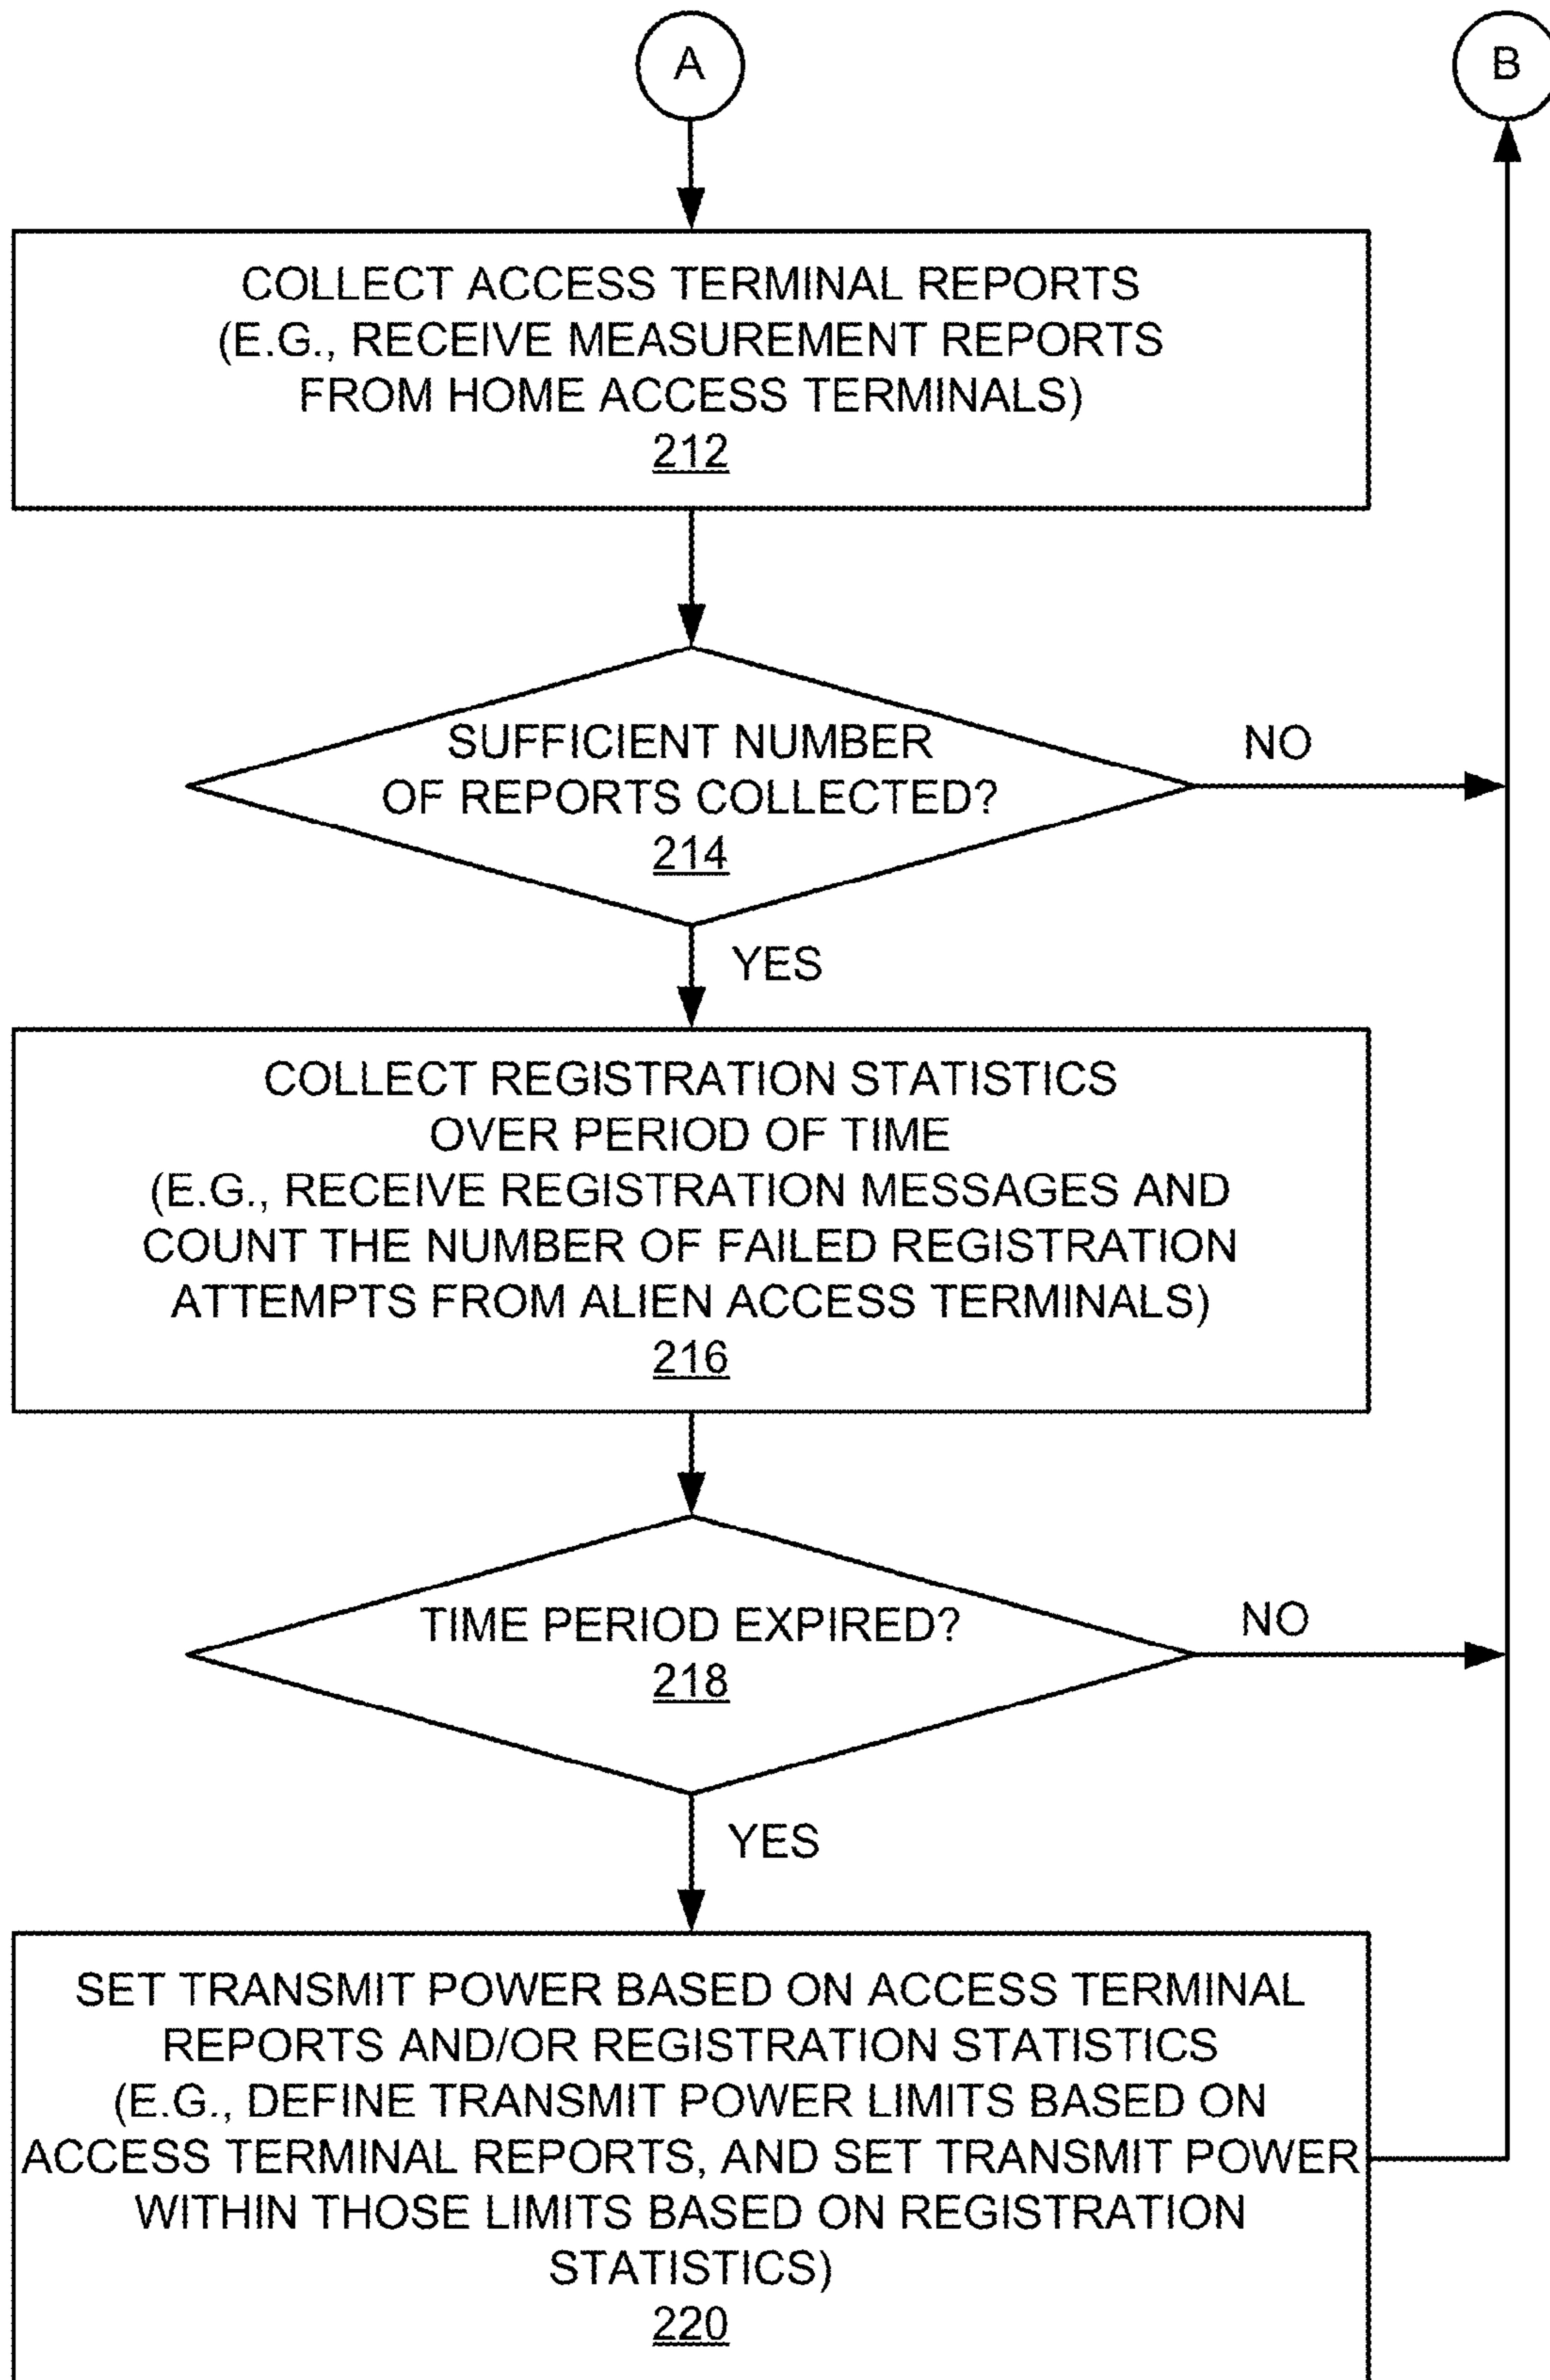 A
B
COLLECT ACCESS TERMINAL REPORTS
(E.G., RECEIVE MEASUREMENT REPORTS
FROM HOME ACCESS TERMINALS)
212
SUFFICIENT NUMBER
OF REPORTS COLLECTED?
214
NO
YES
COLLECT REGISTRATION STATISTICS
OVER PERIOD OF TIME
(E.G., RECEIVE REGISTRATION MESSAGES AND
COUNT THE NUMBER OF FAILED REGISTRATION
ATTEMPTS FROM ALIEN ACCESS TERMINALS)
216
TIME PERIOD EXPIRED?
218
NO
YES
SET TRANSMIT POWER BASED ON ACCESS TERMINAL
REPORTS AND/OR REGISTRATION STATISTICS
(E.G., DEFINE TRANSMIT POWER LIMITS BASED ON
ACCESS TERMINAL REPORTS, AND SET TRANSMIT POWER
WITHIN THOSE LIMITS BASED ON REGISTRATION
STATISTICS)
220